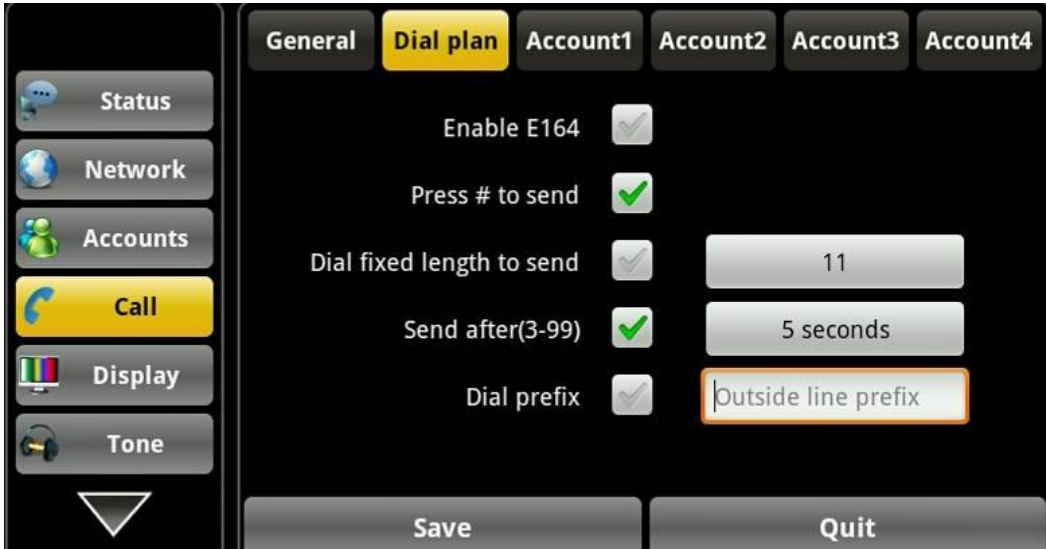 General Dial plan Account1 Account2 Account3 Account4
Status
Network
Accounts
Call
Display
Tone
Enable E164
Press # to send
Dial fixed length to send 11
Send after(3-99) 5 seconds
Dial prefix Outside line prefix
Save Quit